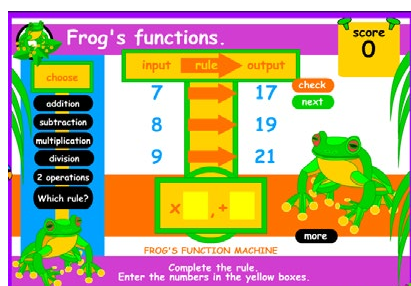 Frog's functions.
score
0
choose
addition
subtraction
multiplication
division
2 operations
Which rule?
input rule output
7 17
8 19
9 21
check
next
× , +
more
FROG'S FUNCTION MACHINE
Complete the rule.
Enter the numbers in the yellow boxes.